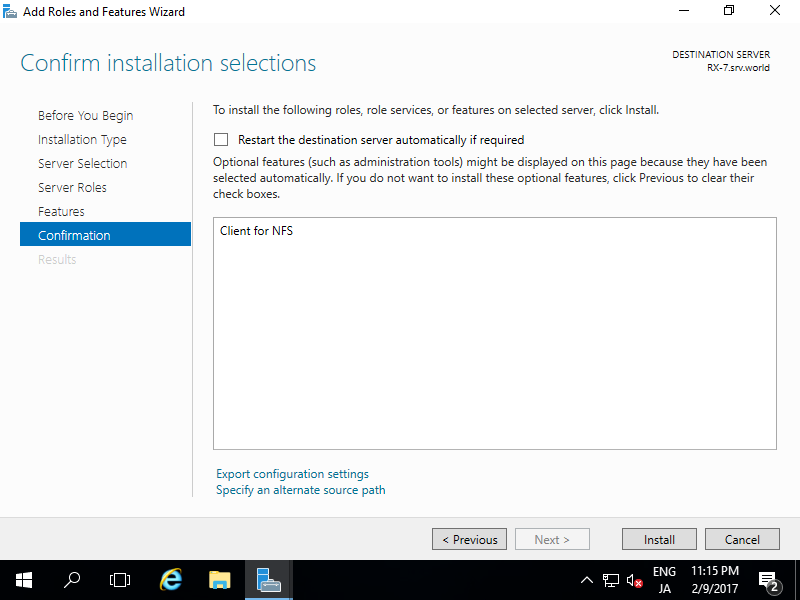 Add Roles and Features Wizard
Confirm installation selections
DESTINATION SERVER
RX-7.srv.world
Before You Begin
Installation Type
Server Selection
Server Roles
Features
Confirmation
Results
To install the following roles, role services, or features on selected server, click Install.
Restart the destination server automatically if required
Optional features (such as administration tools) might be displayed on this page because they have been
selected automatically. If you do not want to install these optional features, click Previous to clear their
check boxes.
Client for NFS
Export configuration settings
Specify an alternate source path
< Previous
Next >
Install
Cancel
ENG
JA
11:15 PM
2/9/2017
2